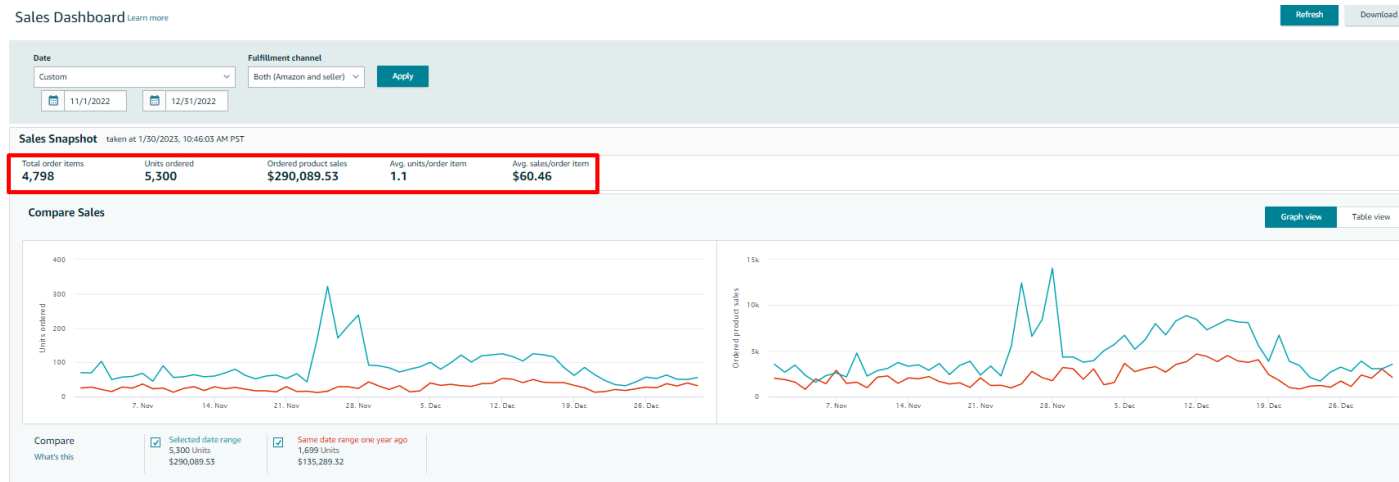 Sales Dashboard Learn more
Refresh
Download
Date
Fulfillment channel
Custom
Both (Amazon and seller)
Apply
11/1/2022
12/31/2022
Sales Snapshot taken at 1/30/2023, 10:46:03 AM PST
Total order items
Units ordered
Ordered product sales
Avg. units/order item
Avg. sales/order item
4,798
5,300
$290,089.53
1.1
$60.46
Compare Sales
Graph view
Table view
Units ordered
400
300
200
100
0
7. Nov
14. Nov
21. Nov
28. Nov
5. Dec
12. Dec
19. Dec
26. Dec
Ordered product sales
15k
10k
5k
0
7. Nov
14. Nov
21. Nov
28. Nov
5. Dec
12. Dec
19. Dec
26. Dec
Compare
What's this
Selected date range
5,300 Units
$290,089.53
Same date range one year ago
1,699 Units
$135,289.32